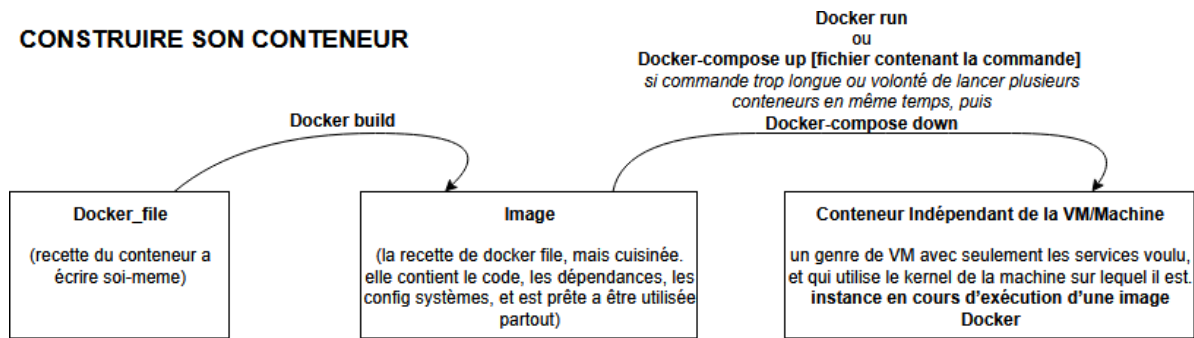 CONSTRUIRE SON CONTENEUR
Docker run
ou
Docker-compose up [fichier contenant la commande]
si commande trop longue ou volonté de lancer plusieurs
conteneurs en même temps, puis
Docker-compose down
Docker build
Docker_file
(recette du conteneur a
écrire soi-meme)
Image
(la recette de docker file, mais cuisinée.
elle contient le code, les dépendances, les
config systèmes, et est prête a être utilisée
partout)
Conteneur Indépendant de la VM/Machine
un genre de VM avec seulement les services voulu,
et qui utilise le kernel de la machine sur lequel il est.
instance en cours d'exécution d'une image
Docker